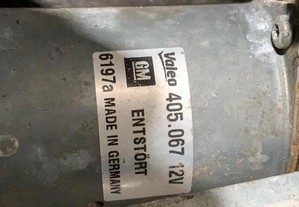 Valeo 405.067 12V
GM ENTSTÖRT
6197a MADE IN GERMANY